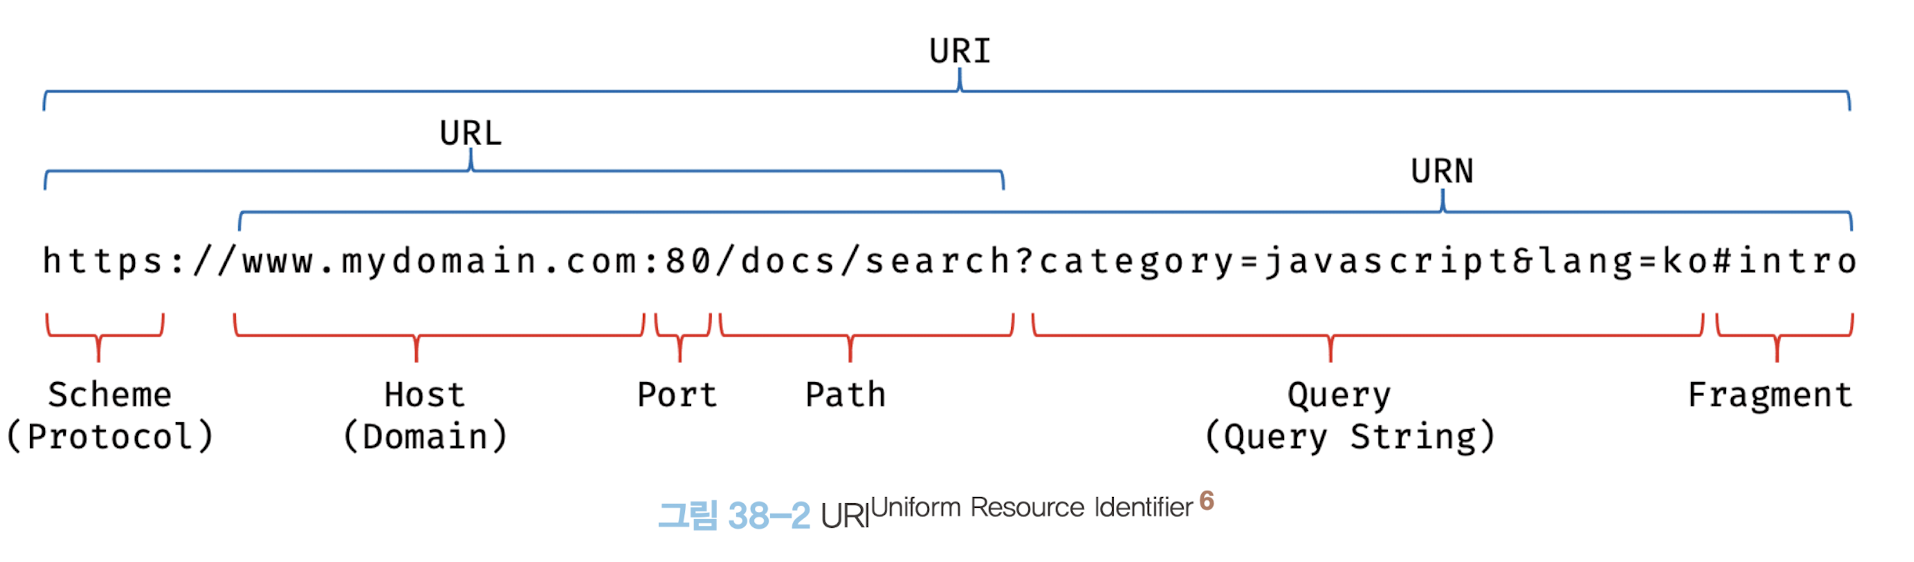 URI
URL
URN
https://www.mydomain.com:80/docs/search?category=javascript&lang=ko#intro
Scheme Host Port Path Query Fragment
(Protocol) (Domain) (Query String)
그림 38-2 URI Uniform Resource Identifier 6